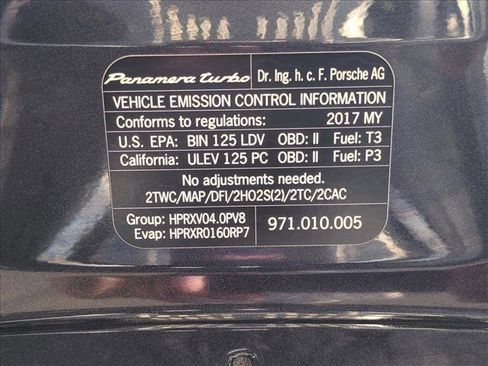 Panamera turbo Dr. Ing. h. c. F. Porsche AG
VEHICLE EMISSION CONTROL INFORMATION
Conforms to regulations: 2017 MY
U.S. EPA: BIN 125 LDV OBD: II Fuel: T3
California: ULEV 125 PC OBD: II Fuel: P3
No adjustments needed.
2TWC/MAP/DFI/2HO2S(2)/2TC/2CAC
Group: HPRXV04.0PV8
Evap: HPRXR0160RP7
971.010.005